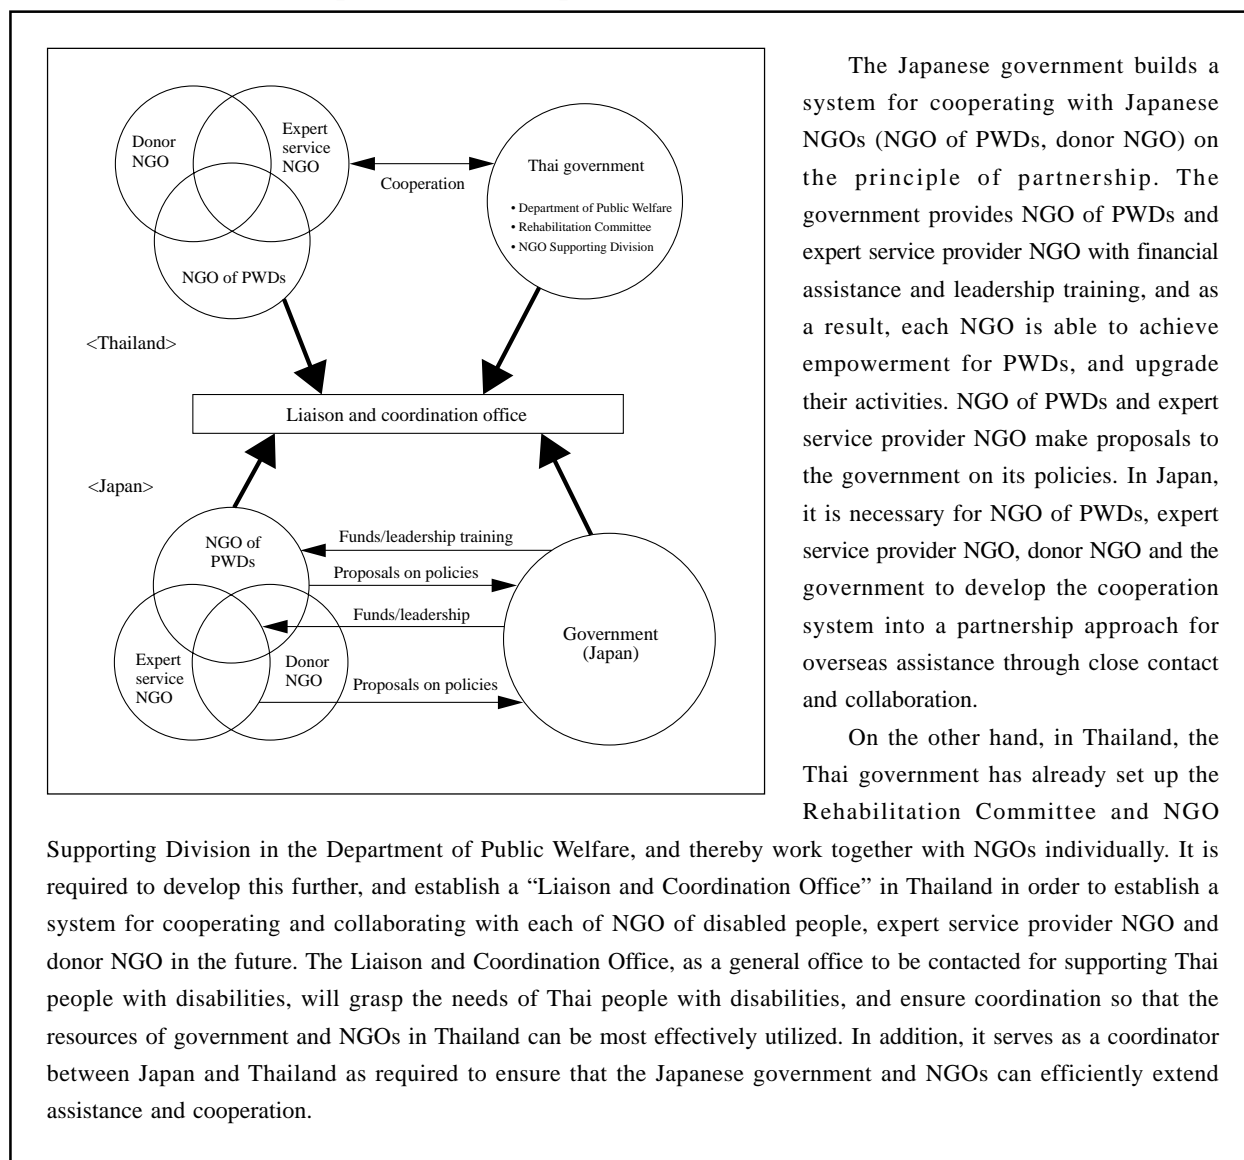 Donor
NGO
Expert
service
NGO
Cooperation
NGO of PWDs
Thai government
• Department of Public Welfare
• Rehabilitation Committee
• NGO Supporting Division
<Thailand>
Liaison and coordination office
<Japan>
NGO of
PWDs
Expert
service
NGO
Donor
NGO
Funds/leadership training
Proposals on policies
Funds/leadership
Proposals on policies
Government
(Japan)
The Japanese government builds a
system for cooperating with Japanese
NGOs (NGO of PWDs, donor NGO) on
the principle of partnership. The
government provides NGO of PWDs and
expert service provider NGO with financial
assistance and leadership training, and as
a result, each NGO is able to achieve
empowerment for PWDs, and upgrade
their activities. NGO of PWDs and expert
service provider NGO make proposals to
the government on its policies. In Japan,
it is necessary for NGO of PWDs, expert
service provider NGO, donor NGO and the
government to develop the cooperation
system into a partnership approach for
overseas assistance through close contact
and collaboration.
On the other hand, in Thailand, the
Thai government has already set up the
Rehabilitation Committee and NGO
Supporting Division in the Department of Public Welfare, and thereby work together with NGOs individually. It is
required to develop this further, and establish a “Liaison and Coordination Office” in Thailand in order to establish a
system for cooperating and collaborating with each of NGO of disabled people, expert service provider NGO and
donor NGO in the future. The Liaison and Coordination Office, as a general office to be contacted for supporting Thai
people with disabilities, will grasp the needs of Thai people with disabilities, and ensure coordination so that the
resources of government and NGOs in Thailand can be most effectively utilized. In addition, it serves as a coordinator
between Japan and Thailand as required to ensure that the Japanese government and NGOs can efficiently extend
assistance and cooperation.